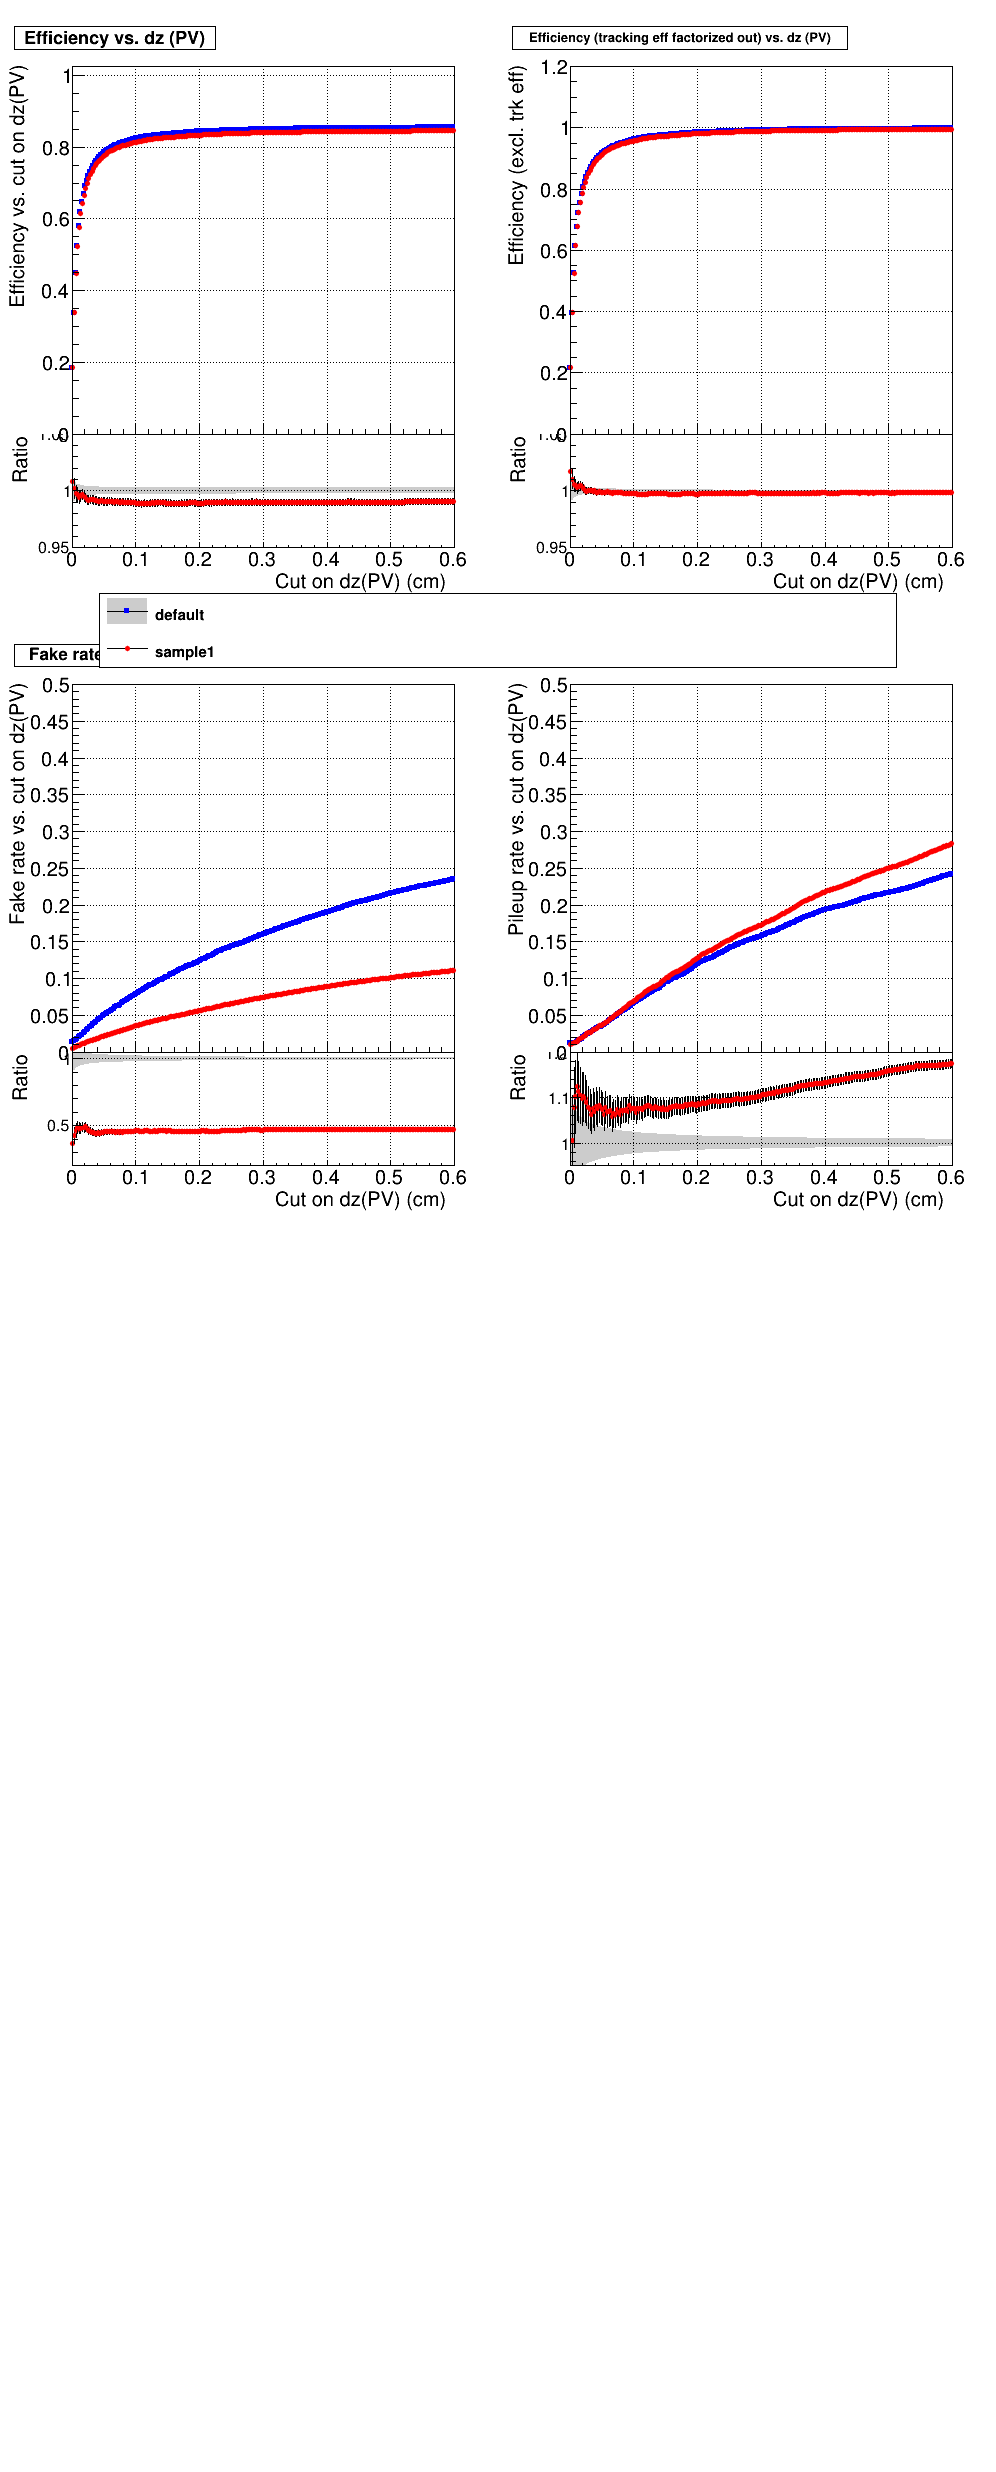 Efficiency vs. dz (PV)
Efficiency vs. cut on dz(PV)
1
0.8
0.6
0.4
0.2
0
Ratio
1
0.95
0 0.1 0.2 0.3 0.4 0.5 0.6
Cut on dz(PV) (cm)
Efficiency (tracking eff factorized out) vs. dz (PV)
Efficiency (excl. trk eff)
1.2
1
0.8
0.6
0.4
0.2
0
Ratio
1
0.95
0 0.1 0.2 0.3 0.4 0.5 0.6
Cut on dz(PV) (cm)
default
sample1
Fake rate
Fake rate vs. cut on dz(PV)
0.5
0.45
0.4
0.35
0.3
0.25
0.2
0.15
0.1
0.05
0
Ratio
1
0.5
0 0.1 0.2 0.3 0.4 0.5 0.6
Cut on dz(PV) (cm)
Pileup rate vs. cut on dz(PV)
0.5
0.45
0.4
0.35
0.3
0.25
0.2
0.15
0.1
0.05
0
Ratio
1.1
1
0 0.1 0.2 0.3 0.4 0.5 0.6
Cut on dz(PV) (cm)